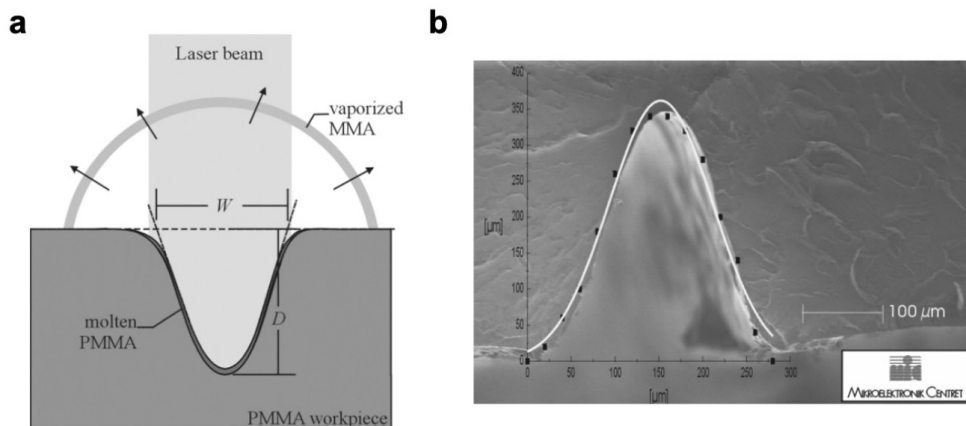 a
Laser beam
vaporized
MMA
W
D
molten
PMMA
PMMA workpiece
b
400
350
300
250
200
150
100
50
0
[µm]
0 50 100 150 200 250 300
[µm]
100 µm
MIKROELEKTRONIK CENTRET